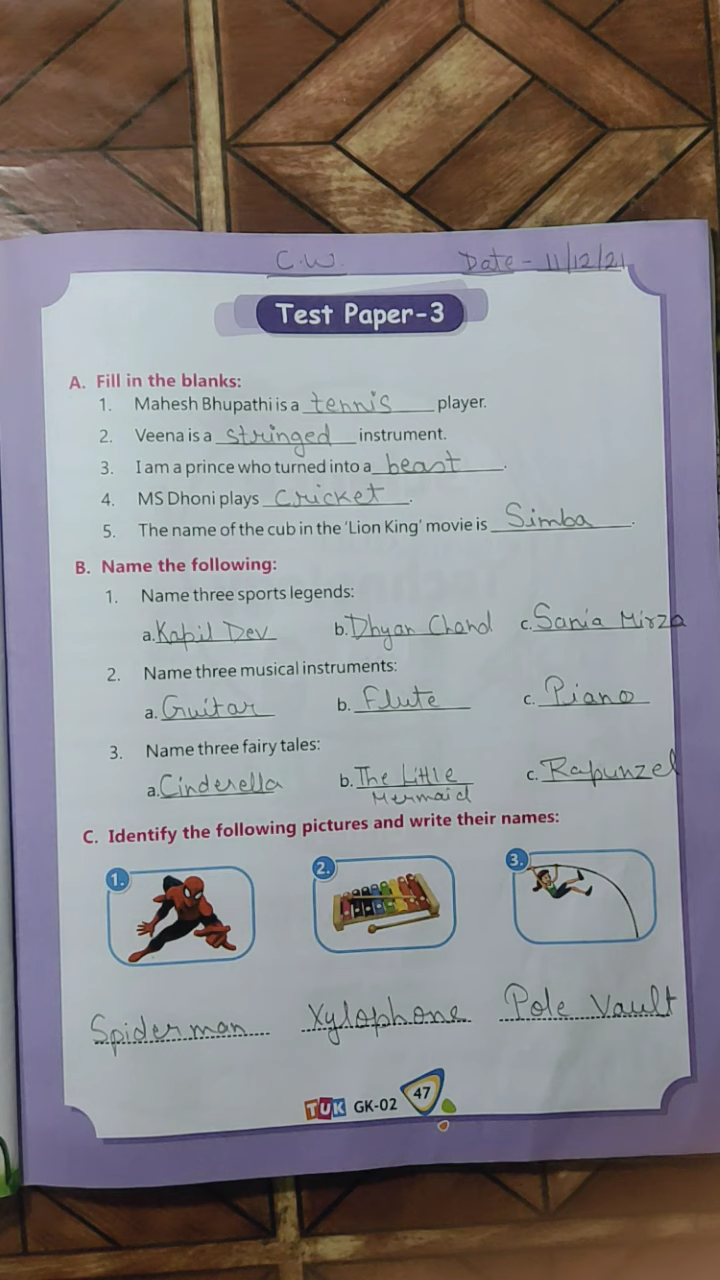 C.W. Date - 11/12/21
Test Paper-3
A. Fill in the blanks:
1. Mahesh Bhupathi is a tennis player.
2. Veena is a stringed instrument.
3. I am a prince who turned into a beast.
4. MS Dhoni plays Cricket.
5. The name of the cub in the 'Lion King' movie is Simba.
B. Name the following:
1. Name three sports legends:
a. Kapil Dev b. Dhyan Chand c. Sania Mirza
2. Name three musical instruments:
a. Guitar b. Flute c. Piano
3. Name three fairy tales:
a. Cinderella b. The Little c. Rapunzel
Mermaid
C. Identify the following pictures and write their names:
1. 2. 3.
Spiderman Xylophone Pole Vault
TUK GK-02 47